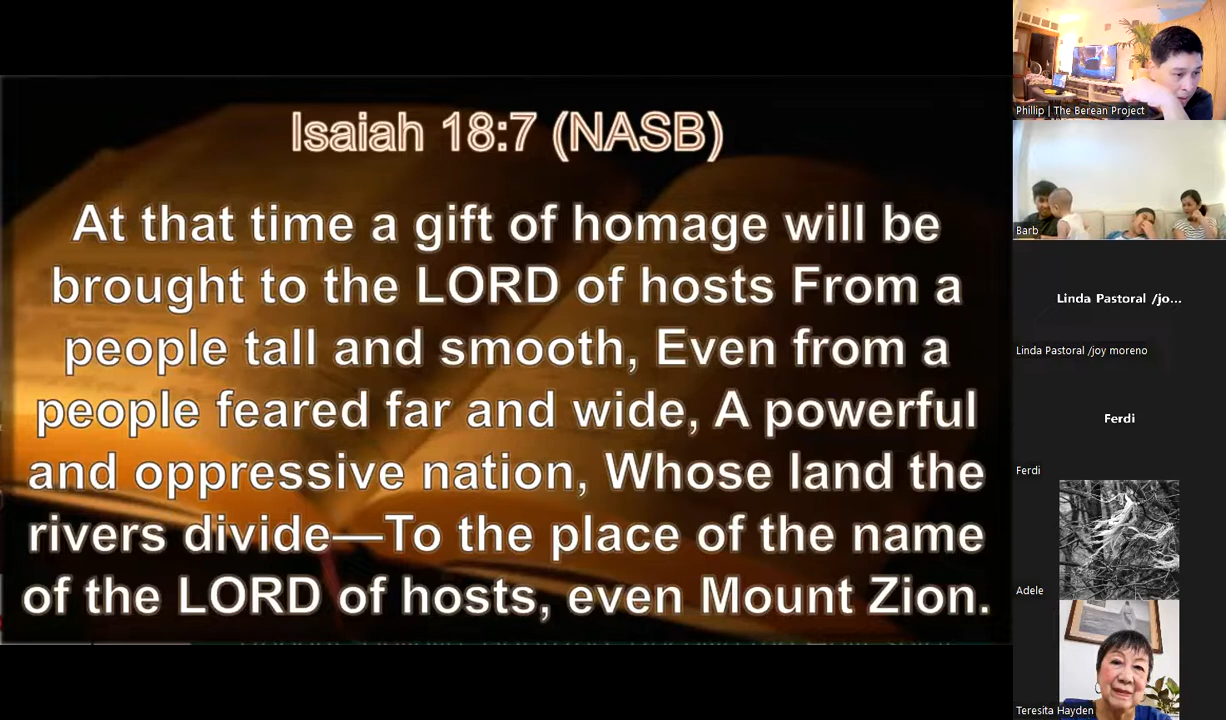 Isaiah 18:7 (NASB)
At that time a gift of homage will be
brought to the LORD of hosts From a
people tall and smooth, Even from a
people feared far and wide, A powerful
and oppressive nation, Whose land the
rivers divide—To the place of the name
of the LORD of hosts, even Mount Zion.
Phillip | The Berean Project
Barb
Linda Pastoral /jo...
Linda Pastoral /joy moreno
Ferdi
Ferdi
Adele
Teresita Hayden